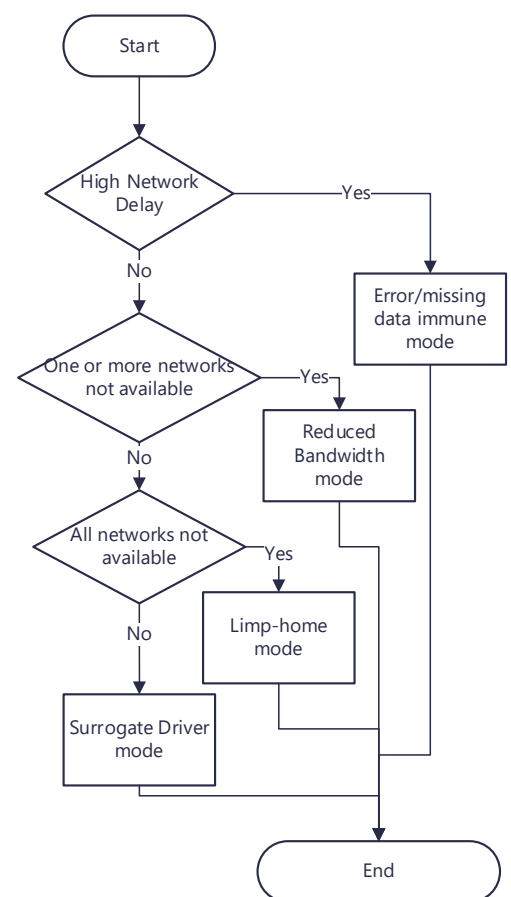 Start
High Network
Delay
Yes
No
Error/missing
data immune
mode
One or more networks
not available
Yes
Reduced
Bandwidth
mode
No
All networks not
available
Yes
Limp-home
mode
No
Surrogate Driver
mode
End